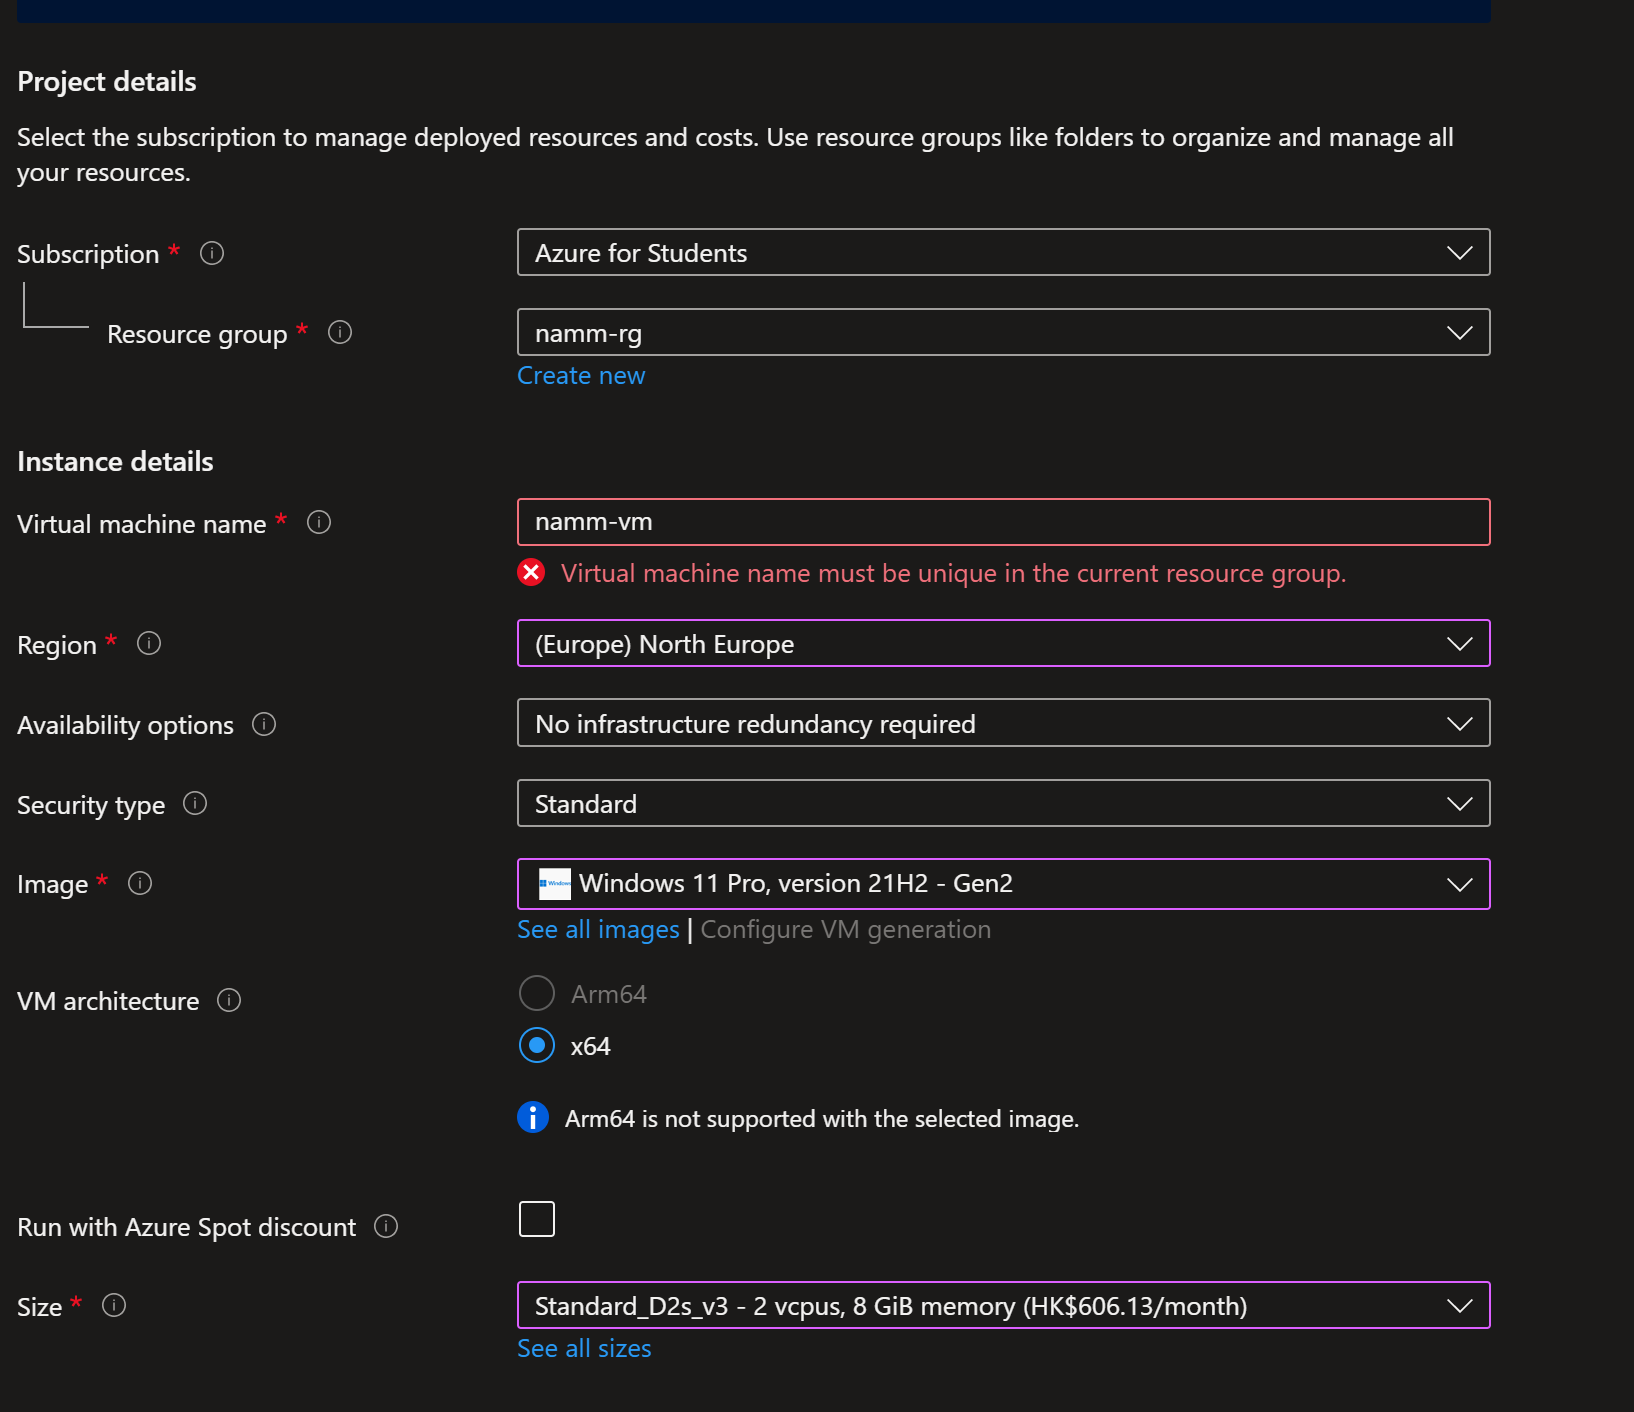 Project details
Select the subscription to manage deployed resources and costs. Use resource groups like folders to organize and manage all
your resources.
Subscription *
Azure for Students
Resource group *
namm-rg
Create new
Instance details
Virtual machine name *
namm-vm
Virtual machine name must be unique in the current resource group.
Region *
(Europe) North Europe
Availability options
No infrastructure redundancy required
Security type
Standard
Image *
Windows
Windows 11 Pro, version 21H2 - Gen2
See all images | Configure VM generation
VM architecture
Arm64
x64
Arm64 is not supported with the selected image.
Run with Azure Spot discount
Size *
Standard_D2s_v3 - 2 vcpus, 8 GiB memory (HK$606.13/month)
See all sizes